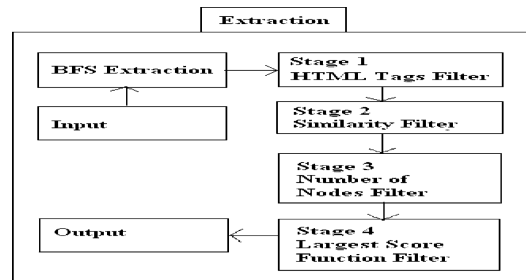 Extraction
BFS Extraction
Input
Stage 1
HTML Tags Filter
Stage 2
Similarity Filter
Stage 3
Number of
Nodes Filter
Stage 4
Largest Score
Function Filter
Output